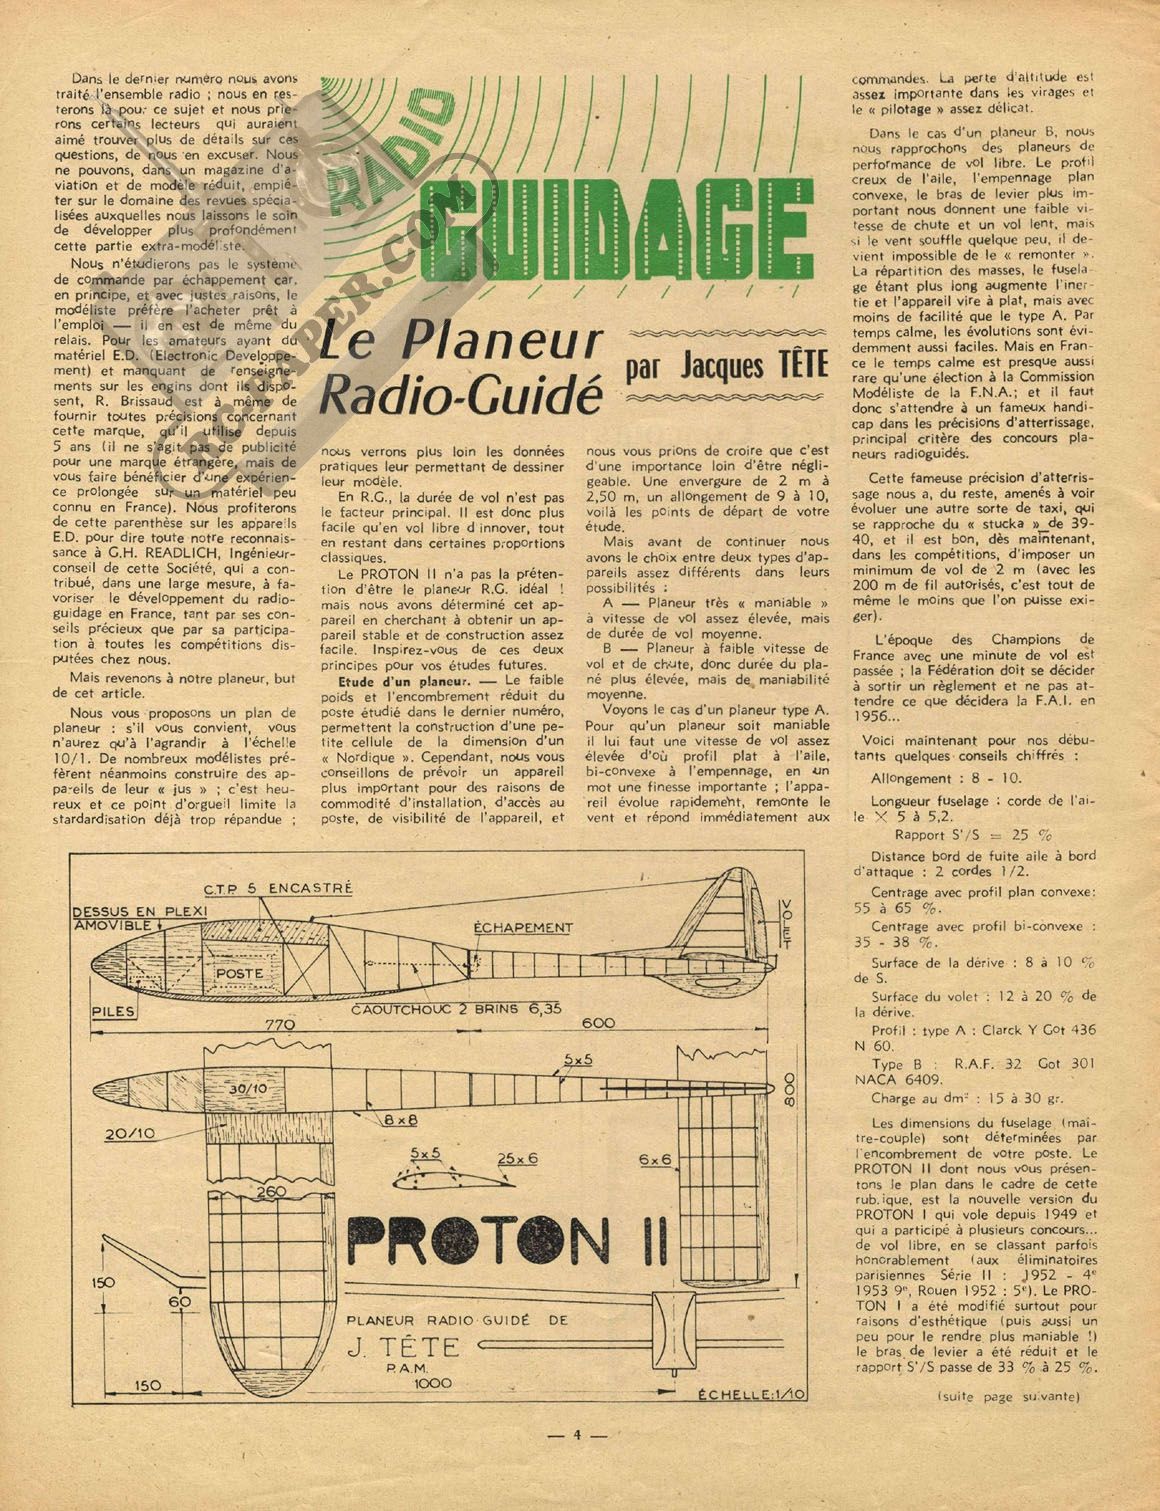 RADIO
GUIDAGE
Le Planeur
Radio-Guidé
par Jacques TÊTE
Dans le dernier numéro nous avons
traité l'ensemble radio ; nous en res-
terons là pour ce sujet et nous prie-
rons certains lecteurs qui auraient
aimé trouver plus de détails sur ces
questions, de nous en excuser. Nous
ne pouvons, dans un magazine d'a-
viation et de modèle réduit, empié-
ter sur le domaine des revues spécia-
lisées auxquelles nous laissons le soin
de développer plus profondément
cette partie extra-modéliste.
Nous n'étudierons pas le système
de commande par échappement car,
en principe, et avec justes raisons, le
modéliste préfère l'acheter prêt à
l'emploi — il en est de même du
relais. Pour les amateurs ayant du
matériel E.D. (Electronic Developpe-
ment) et manquant de renseigne-
ments sur les engins dont ils dispo-
sent, R. Brissaud est à même de
fournir toutes précisions concernant
cette marque, qu'il utilise depuis
5 ans (il ne s'agit pas de publicité
pour une marque étrangère, mais de
vous faire bénéficier d'une expérien-
ce prolongée sur un matériel peu
connu en France). Nous profiterons
de cette parenthèse sur les appareils
E.D. pour dire toute notre reconnais-
sance à G.H. READLICH, Ingénieur-
conseil de cette Société, qui a con-
tribué, dans une large mesure, à fa-
voriser le développement du radio-
guidage en France, tant par ses con-
seils précieux que par sa participa-
tion à toutes les compétitions dis-
putées chez nous.
Mais revenons à notre planeur, but
de cet article.
Nous vous proposons un plan de
planeur : s'il vous convient, vous
n'aurez qu'à l'agrandir à l'échelle
10/1. De nombreux modélistes pré-
fèrent néanmoins construire des ap-
pareils de leur « jus » ; c'est heu-
reux et ce point d'orgueil limite la
stardardisation déjà trop répandue ;
nous verrons plus loin les données
pratiques leur permettant de dessiner
leur modèle.
En R.G., la durée de vol n'est pas
le facteur principal. Il est donc plus
facile qu'en vol libre d'innover, tout
en restant dans certaines proportions
classiques.
Le PROTON II n'a pas la préten-
tion d'être le planeur R.G. idéal !
mais nous avons déterminé cet ap-
pareil en cherchant à obtenir un ap-
pareil stable et de construction assez
facile. Inspirez-vous de ces deux
principes pour vos études futures.
Etude d'un planeur. — Le faible
poids et l'encombrement réduit du
poste étudié dans le dernier numéro,
permettent la construction d'une pe-
tite cellule de la dimension d'un
« Nordique ». Cependant, nous vous
conseillons de prévoir un appareil
plus important pour des raisons de
commodité d'installation, d'accès au
poste, de visibilité de l'appareil, et
nous vous prions de croire que c'est
d'une importance loin d'être négli-
geable. Une envergure de 2 m à
2,50 m, un allongement de 9 à 10,
voilà les points de départ de votre
étude.
Mais avant de continuer nous
avons le choix entre deux types d'ap-
pareils assez différents dans leurs
possibilités :
A — Planeur très « maniable »
à vitesse de vol assez élevée, mais
de durée de vol moyenne.
B — Planeur à faible vitesse de
vol et de chute, donc durée du pla-
né plus élevée, mais de maniabilité
moyenne.
Voyons le cas d'un planeur type A.
Pour qu'un planeur soit maniable
il lui faut une vitesse de vol assez
élevée d'où profil plat à l'aile,
bi-convexe à l'empennage, en un
mot une finesse importante ; l'appa-
reil évolue rapidement, remonte le
vent et répond immédiatement aux
commandes. La perte d'altitude est
assez importante dans les virages et
le « pilotage » assez délicat.
Dans le cas d'un planeur B, nous
nous rapprochons des planeurs de
performance de vol libre. Le profil
creux de l'aile, l'empennage plan
convexe, le bras de levier plus im-
portant nous donnent une faible vi-
tesse de chute et un vol lent, mais
si le vent souffle quelque peu, il de-
vient impossible de le « remonter ».
La répartition des masses, le fusela-
ge étant plus long augmente l'iner-
tie et l'appareil vire à plat, mais avec
moins de facilité que le type A. Par
temps calme, les évolutions sont évi-
demment aussi faciles. Mais en Fran-
ce le temps calme est presque aussi
rare qu'une élection à la Commission
Modéliste de la F.N.A.; et il faut
donc s'attendre à un fameux handi-
cap dans les précisions d'atterrissage,
principal critère des concours pla-
neurs radioguidés.
Cette fameuse précision d'atterris-
sage nous a, du reste, amenés à voir
évoluer une autre sorte de taxi, qui
se rapproche du « stucka » de 39-
40, et il est bon, dès maintenant,
dans les compétitions, d'imposer un
minimum de vol de 2 m (avec les
200 m de fil autorisés, c'est tout de
même le moins que l'on puisse exi-
ger).
L'époque des Champions de
France avec une minute de vol est
passée ; la Fédération doit se décider
à sortir un règlement et ne pas at-
tendre ce que décidera la F.A.I. en
1956...
Voici maintenant pour nos débu-
tants quelques conseils chiffrés :
Allongement : 8 - 10.
Longueur fuselage : corde de l'ai-
le X 5 à 5,2.
Rapport S'/S = 25 %
Distance bord de fuite aile à bord
d'attaque : 2 cordes 1/2.
Centrage avec profil plan convexe:
55 à 65 %.
Centrage avec profil bi-convexe :
35 - 38 %.
Surface de la dérive : 8 à 10 %
de S.
Surface du volet : 12 à 20 % de
la dérive.
Profil : type A : Clarck Y Got 436
N 60.
Type B : R.A.F. 32 Got 301
NACA 6409.
Charge au dm² : 15 à 30 gr.
Les dimensions du fuselage (maî-
tre-couple) sont déterminées par
l'encombrement de votre poste. Le
PROTON II dont nous vous présen-
tons le plan dans le cadre de cette
rubrique, est la nouvelle version du
PROTON I qui vole depuis 1949 et
qui a participé à plusieurs concours...
de vol libre, en se classant parfois
honorablement (aux éliminatoires
parisiennes Série II : 1952 - 4e
1953 9e, Rouen 1952 : 5e). Le PRO-
TON I a été modifié surtout pour
raisons d'esthétique (puis aussi un
peu pour le rendre plus maniable !)
le bras de levier a été réduit et le
rapport S'/S passe de 33 % à 25 %.
(suite page suivante)
C.T.P. 5 ENCASTRÉ
DESSUS EN PLEXI
AMOVIBLE
ÉCHAPEMENT
VOLET
POSTE
PILES
CAOUTCHOUC 2 BRINS 6,35
770
600
5x5
30/10
800
8x8
20/10
5x5
25x6
6x6
260
PROTON II
150
60
PLANEUR RADIO-GUIDÉ DE
J. TÊTE
P.A.M.
150
1000
ÉCHELLE:1/10
— 4 —
RCPAPER.COM